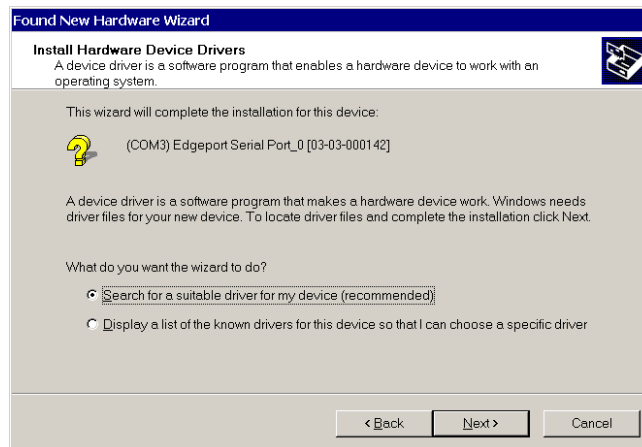 Found New Hardware Wizard
Install Hardware Device Drivers
A device driver is a software program that enables a hardware device to work with an
operating system.
This wizard will complete the installation for this device:
(COM3) Edgeport Serial Port_0 [03-03-000142]
A device driver is a software program that makes a hardware device work. Windows needs
driver files for your new device. To locate driver files and complete the installation click Next.
What do you want the wizard to do?
Search for a suitable driver for my device (recommended)
Display a list of the known drivers for this device so that I can choose a specific driver
< Back Next > Cancel